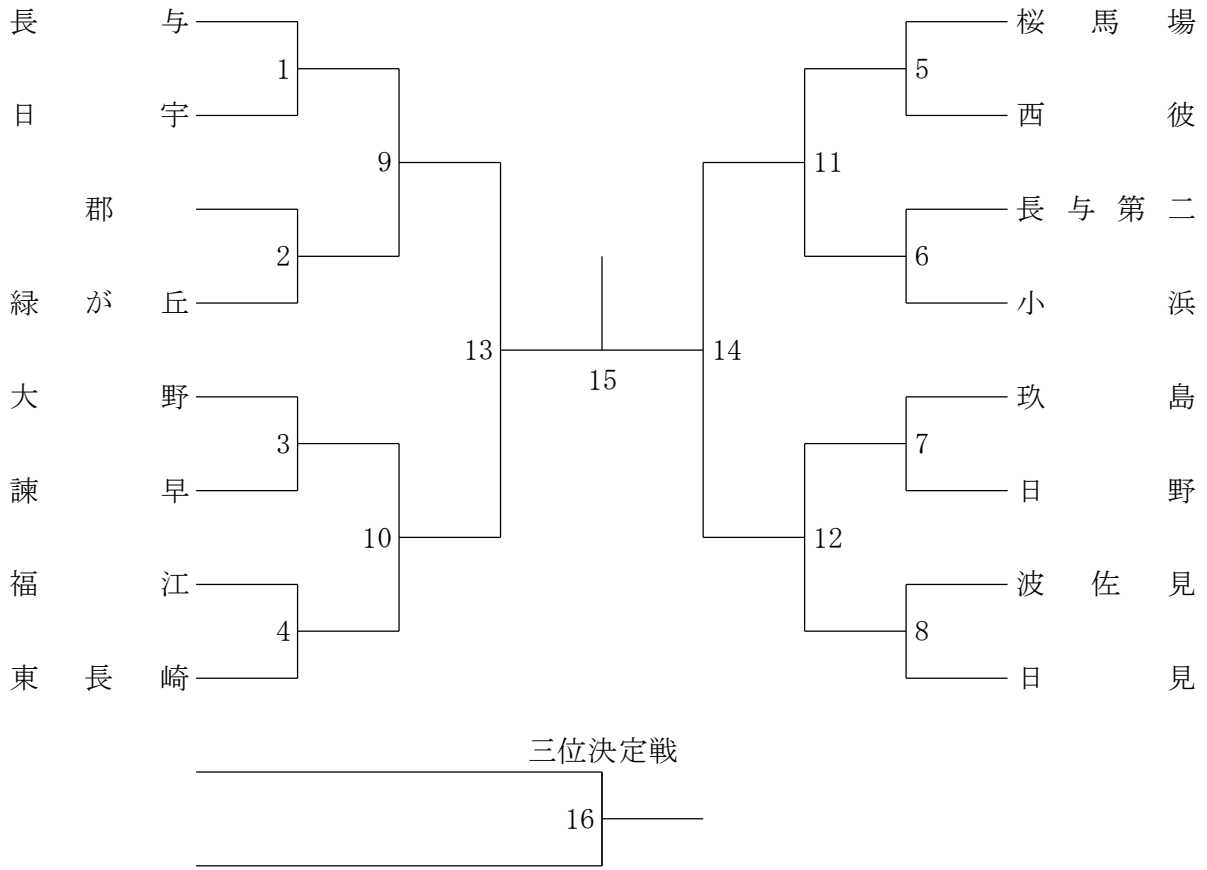 長与 桜馬場
1 5
日宇 西彼
9 11
郡 長与第二
2 6
緑が丘 小浜
13 14
15
大野 玖島
3 7
諫早 日野
10 12
福江 波佐見
4 8
東長崎 日見
三位決定戦
16